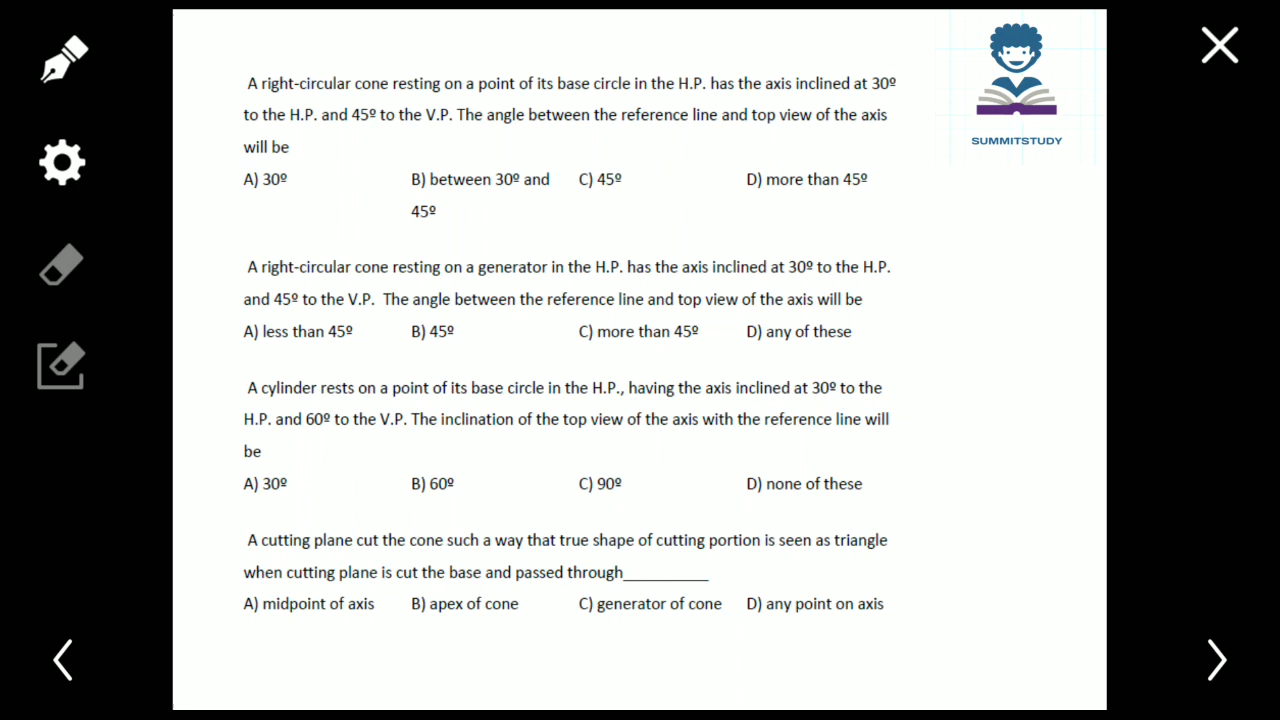 SUMMITSTUDY
A right-circular cone resting on a point of its base circle in the H.P. has the axis inclined at 30º
to the H.P. and 45º to the V.P. The angle between the reference line and top view of the axis
will be
A) 30º B) between 30º and C) 45º D) more than 45º
45º
A right-circular cone resting on a generator in the H.P. has the axis inclined at 30º to the H.P.
and 45º to the V.P. The angle between the reference line and top view of the axis will be
A) less than 45º B) 45º C) more than 45º D) any of these
A cylinder rests on a point of its base circle in the H.P., having the axis inclined at 30º to the
H.P. and 60º to the V.P. The inclination of the top view of the axis with the reference line will
be
A) 30º B) 60º C) 90º D) none of these
A cutting plane cut the cone such a way that true shape of cutting portion is seen as triangle
when cutting plane is cut the base and passed through__________
A) midpoint of axis B) apex of cone C) generator of cone D) any point on axis